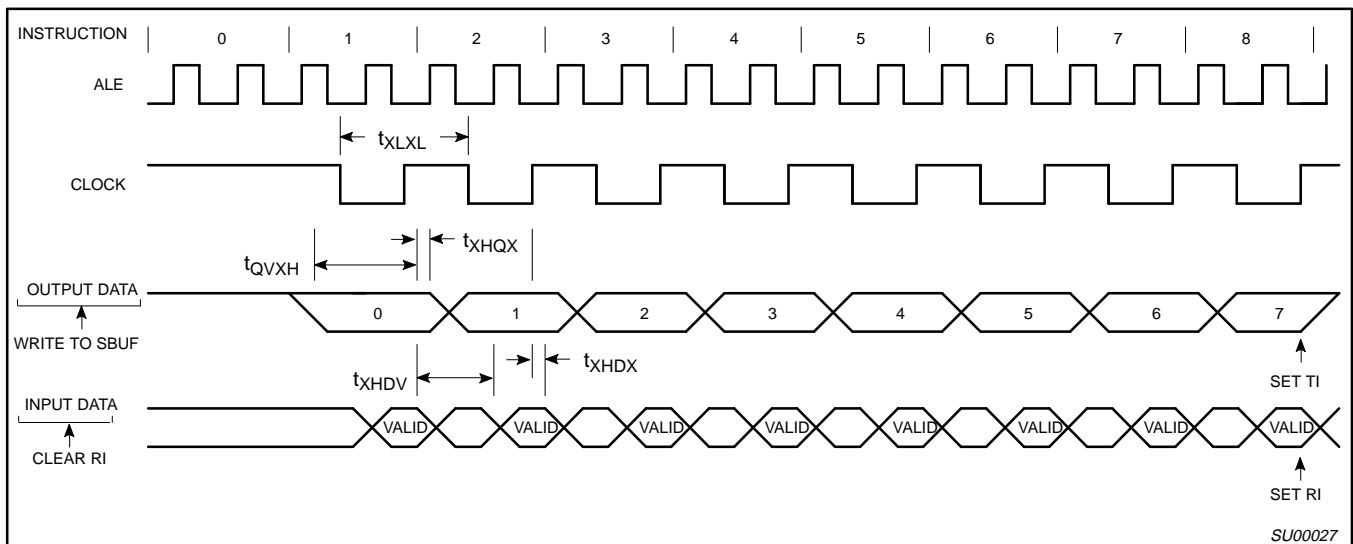 INSTRUCTION 0 1 2 3 4 5 6 7 8
ALE
tXLXL
CLOCK
tXHQX
tQVXH
OUTPUT DATA
0 1 2 3 4 5 6 7
WRITE TO SBUF
tXHDX
SET TI
tXHDV
INPUT DATA
VALID VALID VALID VALID VALID VALID VALID VALID
CLEAR RI
SET RI
SU00027